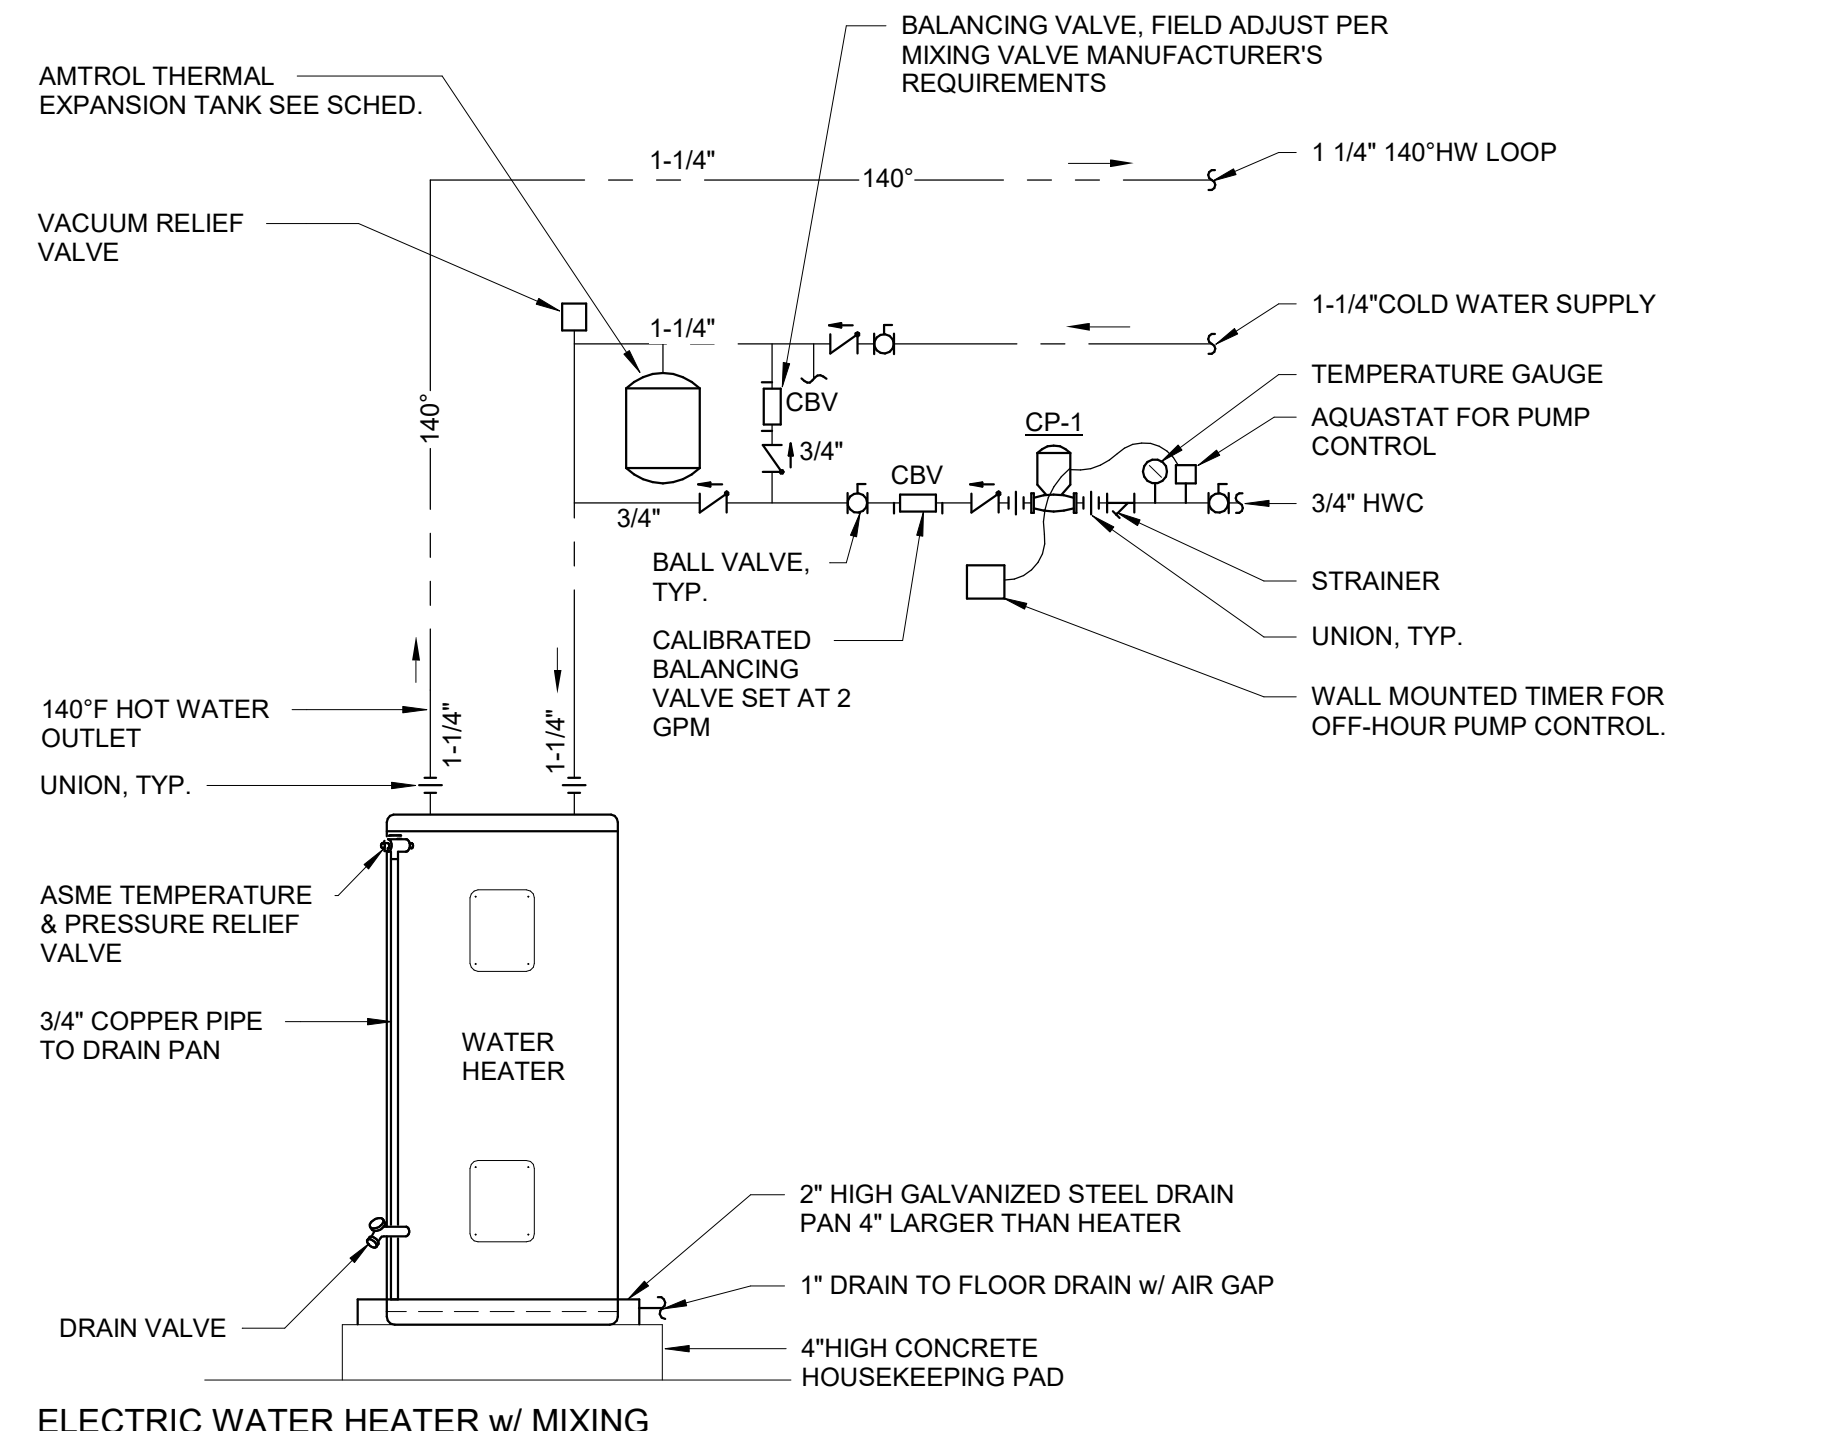 BALANCING VALVE, FIELD ADJUST PER
MIXING VALVE MANUFACTURER'S
REQUIREMENTS
AMTROL THERMAL
EXPANSION TANK SEE SCHED.
1-1/4"
140°
1 1/4" 140°HW LOOP
VACUUM RELIEF
VALVE
1-1/4"
1-1/4"COLD WATER SUPPLY
TEMPERATURE GAUGE
140°
CBV
CP-1
AQUASTAT FOR PUMP
CONTROL
3/4"
CBV
3/4"
3/4" HWC
BALL VALVE,
TYP.
STRAINER
CALIBRATED
BALANCING
VALVE SET AT 2
GPM
UNION, TYP.
WALL MOUNTED TIMER FOR
OFF-HOUR PUMP CONTROL.
140°F HOT WATER
OUTLET
1-1/4"
1-1/4"
UNION, TYP.
ASME TEMPERATURE
& PRESSURE RELIEF
VALVE
3/4" COPPER PIPE
TO DRAIN PAN
WATER
HEATER
2" HIGH GALVANIZED STEEL DRAIN
PAN 4" LARGER THAN HEATER
1" DRAIN TO FLOOR DRAIN w/ AIR GAP
DRAIN VALVE
4"HIGH CONCRETE
HOUSEKEEPING PAD
ELECTRIC WATER HEATER w/ MIXING